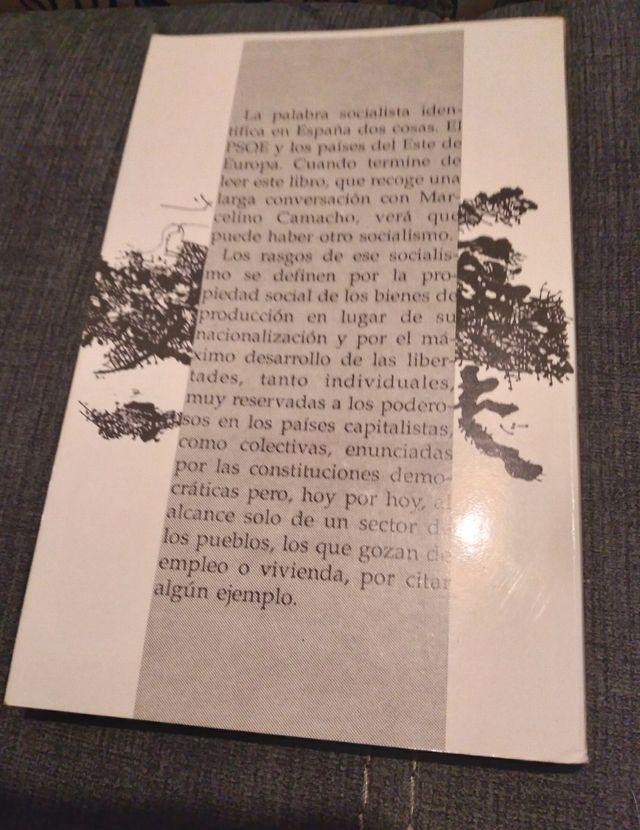 La palabra socialista iden-
tifica en España dos cosas. El
PSOE y los países del Este de
Europa. Cuando termine de
leer este libro, que recoge una
larga conversación con Mar-
celino Camacho, verá que
puede haber otro socialismo.
Los rasgos de ese socialis-
mo se definen por la pro-
piedad social de los bienes de
producción en lugar de su
nacionalización y por el má-
ximo desarrollo de las liber-
tades, tanto individuales,
muy reservadas a los podero-
sos en los países capitalistas,
como colectivas, enunciadas
por las constituciones demo-
cráticas pero, hoy por hoy, al
alcance solo de un sector de
los pueblos, los que gozan de
empleo o vivienda, por citar
algún ejemplo.